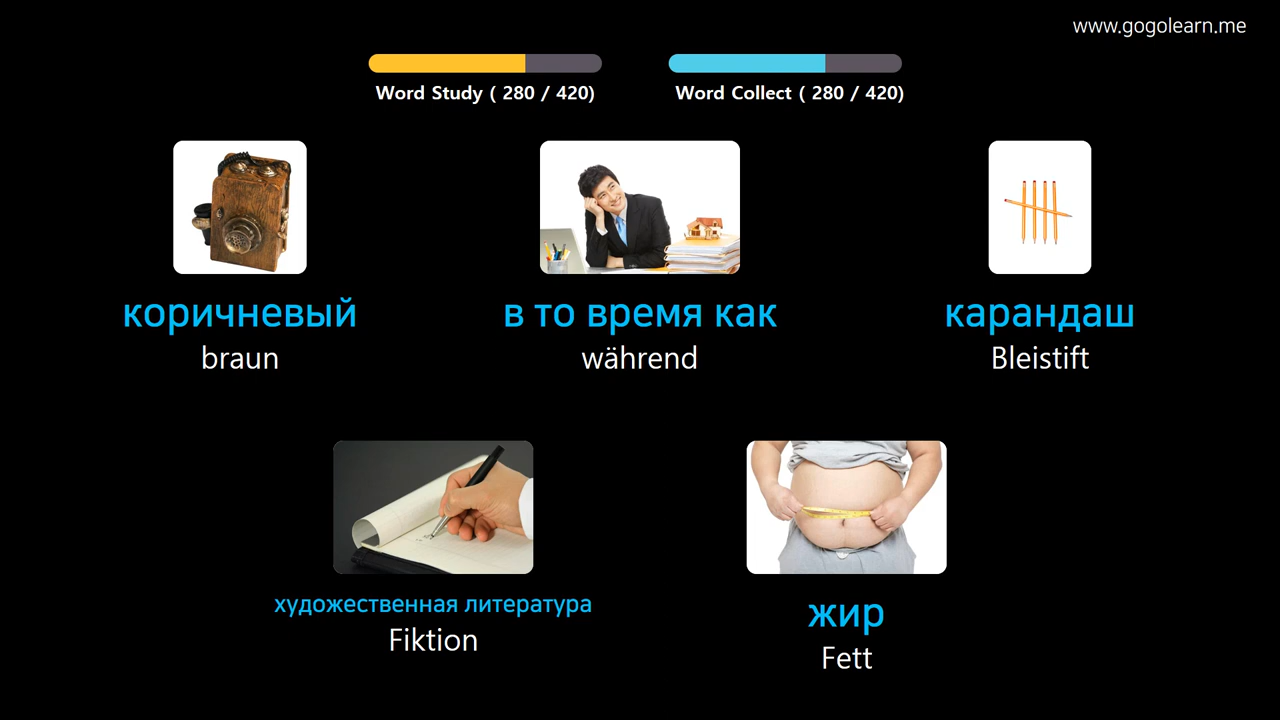 www.gogolearn.me
Word Study ( 280 / 420)
Word Collect ( 280 / 420)
коричневый
braun
в то время как
während
карандаш
Bleistift
художественная литература
Fiktion
жир
Fett